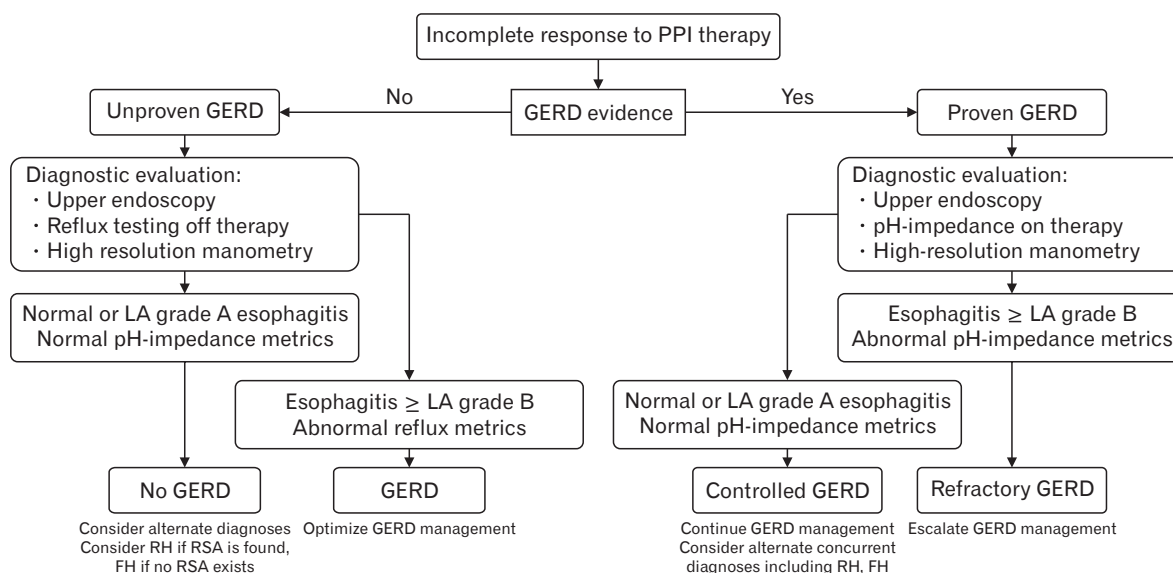 Incomplete response to PPI therapy
No
Yes
Unproven GERD
GERD evidence
Proven GERD
Diagnostic evaluation:
· Upper endoscopy
· Reflux testing off therapy
· High resolution manometry
Diagnostic evaluation:
· Upper endoscopy
· pH-impedance on therapy
· High-resolution manometry
Normal or LA grade A esophagitis
Normal pH-impedance metrics
Esophagitis ≥ LA grade B
Abnormal pH-impedance metrics
Esophagitis ≥ LA grade B
Abnormal reflux metrics
Normal or LA grade A esophagitis
Normal pH-impedance metrics
No GERD
Consider alternate diagnoses
Consider RH if RSA is found,
FH if no RSA exists
GERD
Optimize GERD management
Controlled GERD
Continue GERD management
Consider alternate concurrent
diagnoses including RH, FH
Refractory GERD
Escalate GERD management